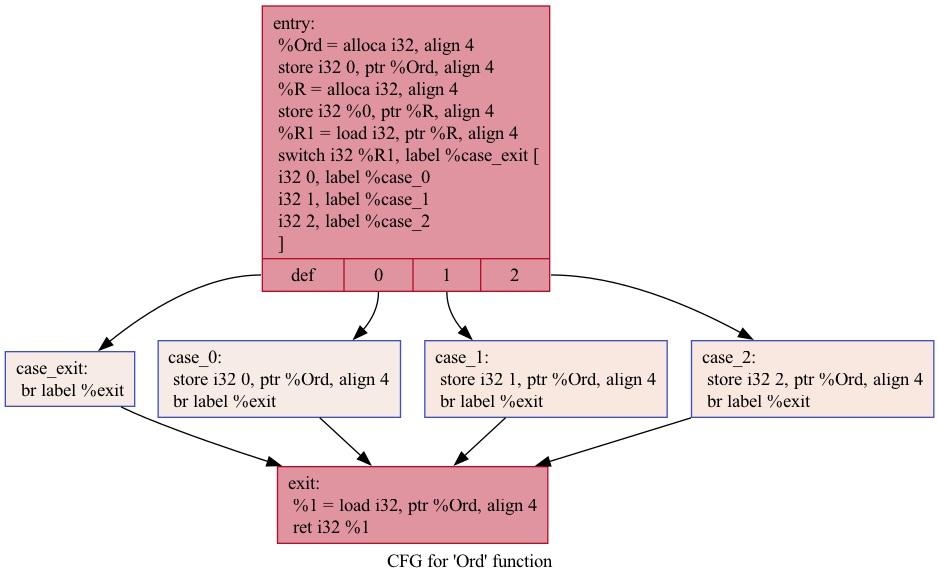 entry:
%Ord = alloca i32, align 4
store i32 0, ptr %Ord, align 4
%R = alloca i32, align 4
store i32 %0, ptr %R, align 4
%R1 = load i32, ptr %R, align 4
switch i32 %R1, label %case_exit [
i32 0, label %case_0
i32 1, label %case_1
i32 2, label %case_2
]
def 0 1 2
case_exit:
br label %exit
case_0:
store i32 0, ptr %Ord, align 4
br label %exit
case_1:
store i32 1, ptr %Ord, align 4
br label %exit
case_2:
store i32 2, ptr %Ord, align 4
br label %exit
exit:
%1 = load i32, ptr %Ord, align 4
ret i32 %1
CFG for 'Ord' function